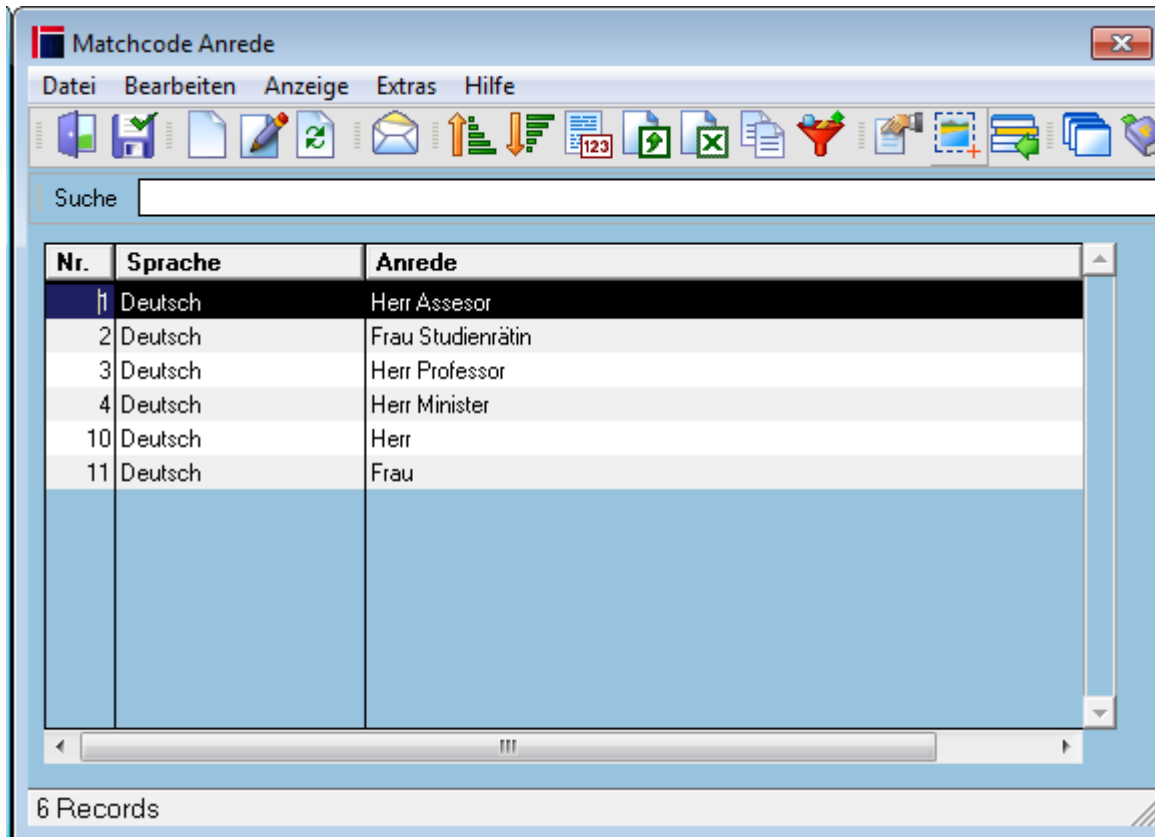 Matchcode Anrede
Datei Bearbeiten Anzeige Extras Hilfe
123
Suche
Nr. Sprache Anrede
1 Deutsch Herr Assesor
2 Deutsch Frau Studienrätin
3 Deutsch Herr Professor
4 Deutsch Herr Minister
10 Deutsch Herr
11 Deutsch Frau
6 Records